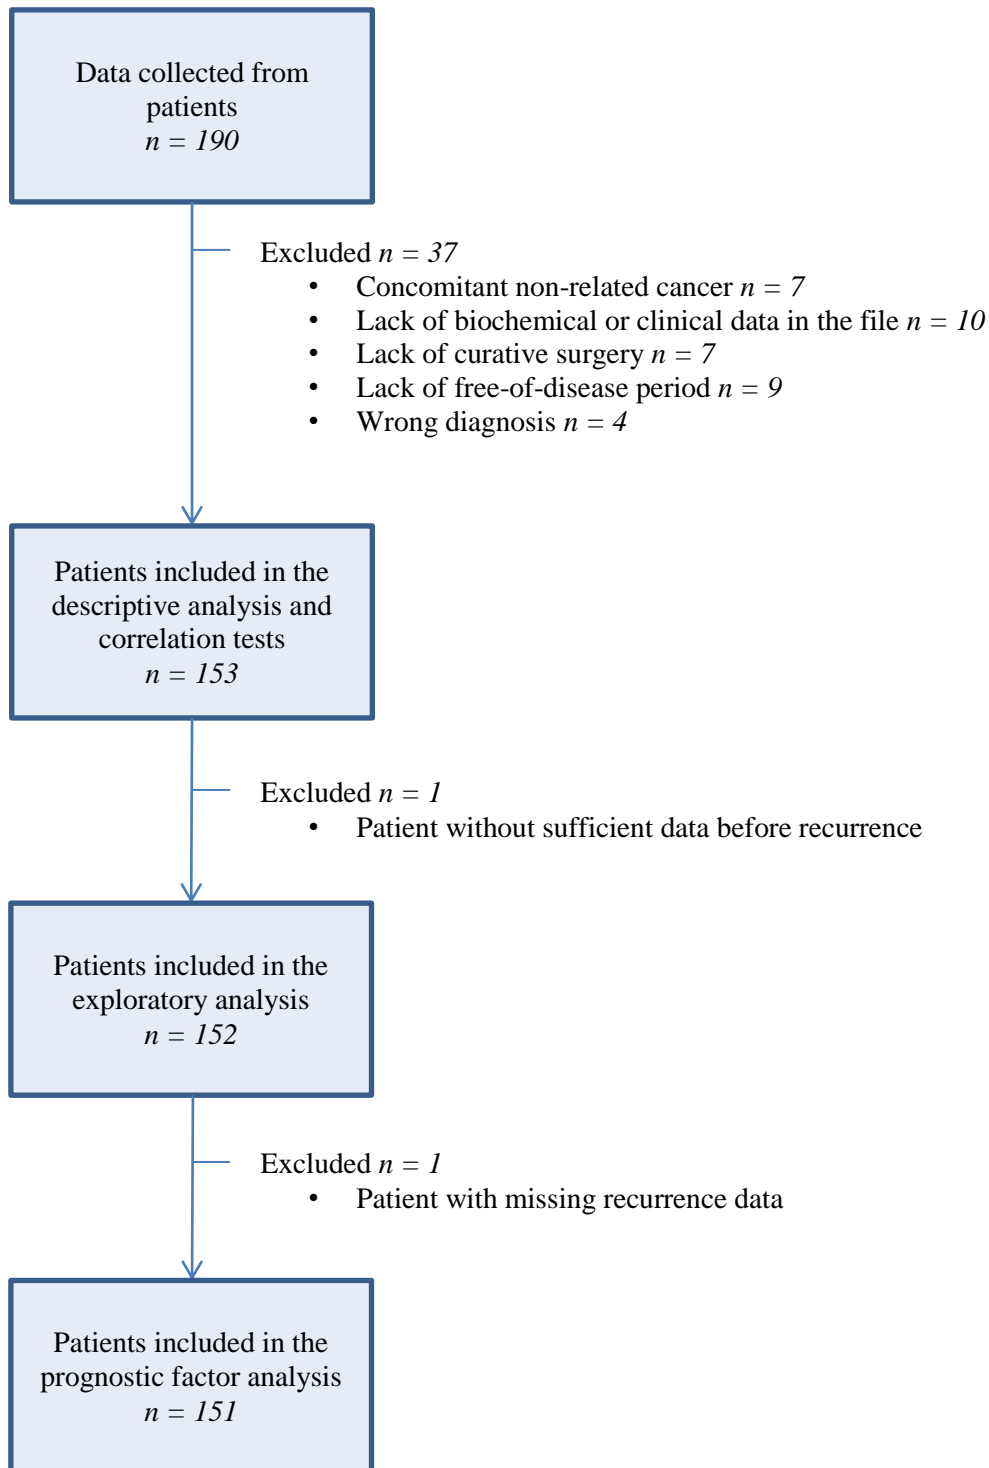 Data collected from
patients
n = 190
Excluded n = 37
• Concomitant non-related cancer n = 7
• Lack of biochemical or clinical data in the file n = 10
• Lack of curative surgery n = 7
• Lack of free-of-disease period n = 9
• Wrong diagnosis n = 4
Patients included in the
descriptive analysis and
correlation tests
n = 153
Excluded n = 1
• Patient without sufficient data before recurrence
Patients included in the
exploratory analysis
n = 152
Excluded n = 1
• Patient with missing recurrence data
Patients included in the
prognostic factor analysis
n = 151